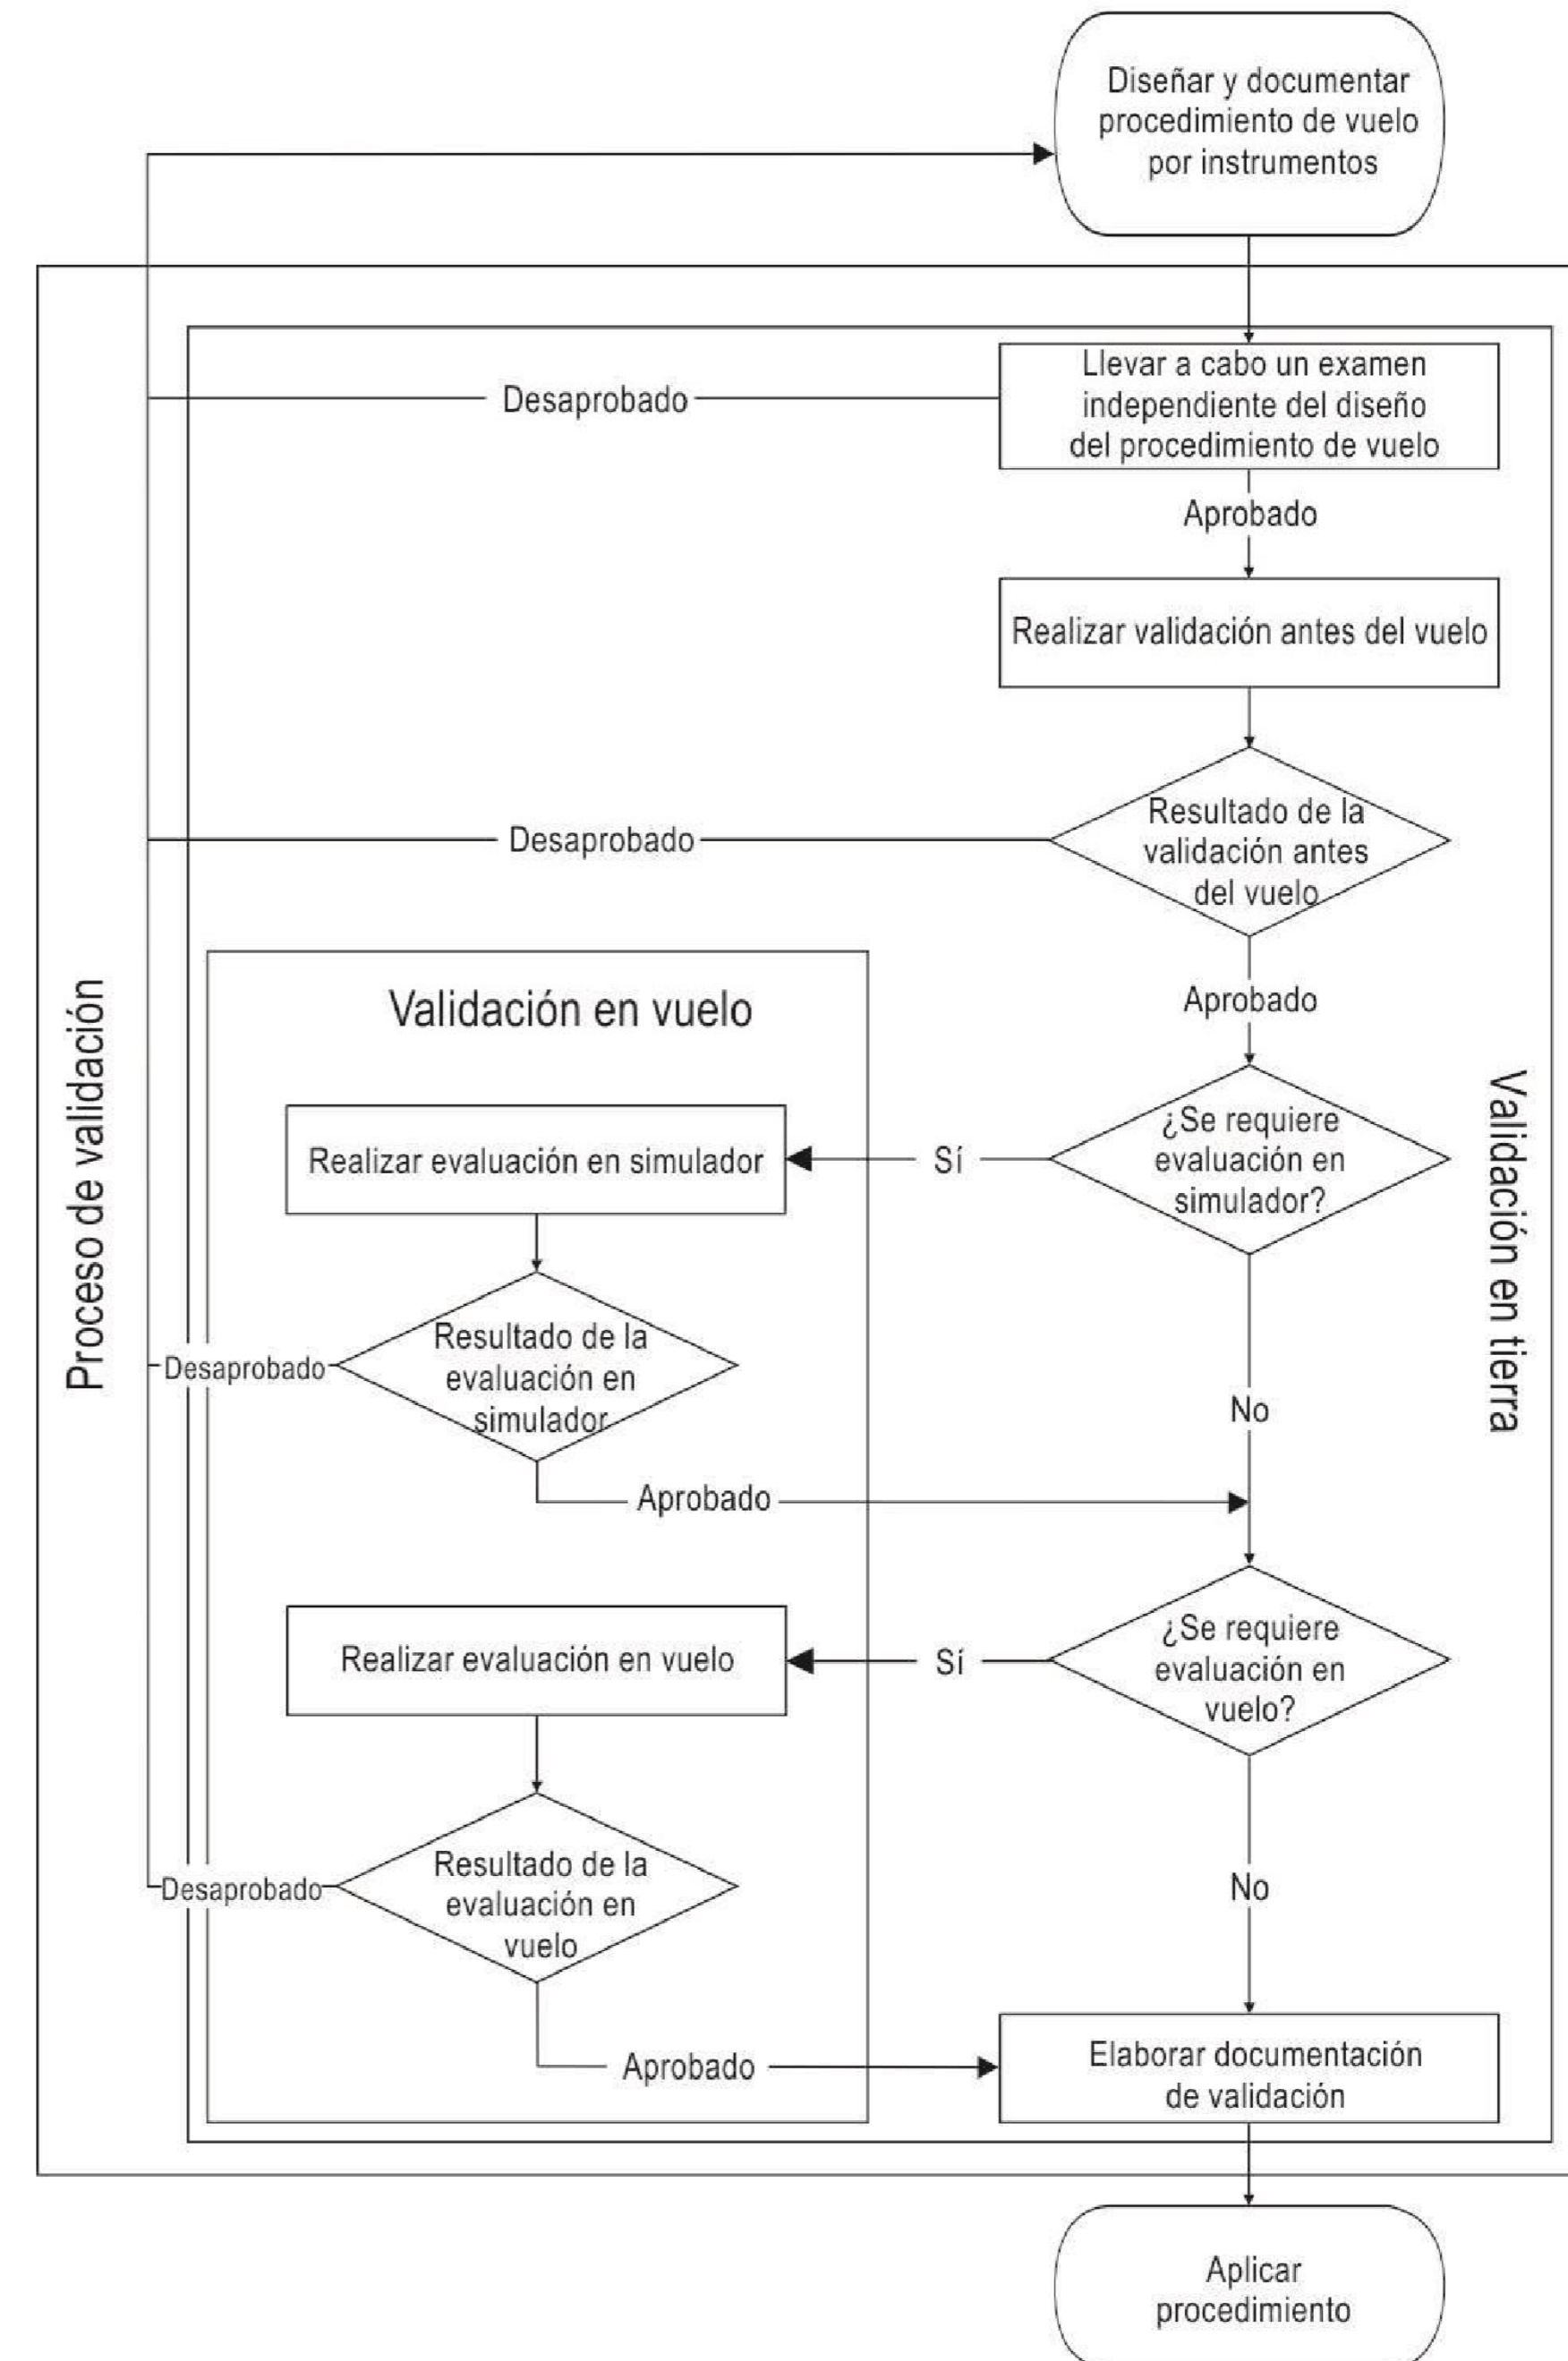 Diseñar y documentar
procedimiento de vuelo
por instrumentos
Llevar a cabo un examen
independiente del diseño
del procedimiento de vuelo
Desaprobado
Aprobado
Realizar validación antes del vuelo
Resultado de la
validación antes
del vuelo
Desaprobado
Aprobado
Proceso de validación
Validación en tierra
Validación en vuelo
¿Se requiere
evaluación en
simulador?
Sí
Realizar evaluación en simulador
Resultado de la
evaluación en
simulador
Desaprobado
No
Aprobado
¿Se requiere
evaluación en
vuelo?
Sí
Realizar evaluación en vuelo
Resultado de la
evaluación en
vuelo
Desaprobado
No
Aprobado
Elaborar documentación
de validación
Aplicar
procedimiento